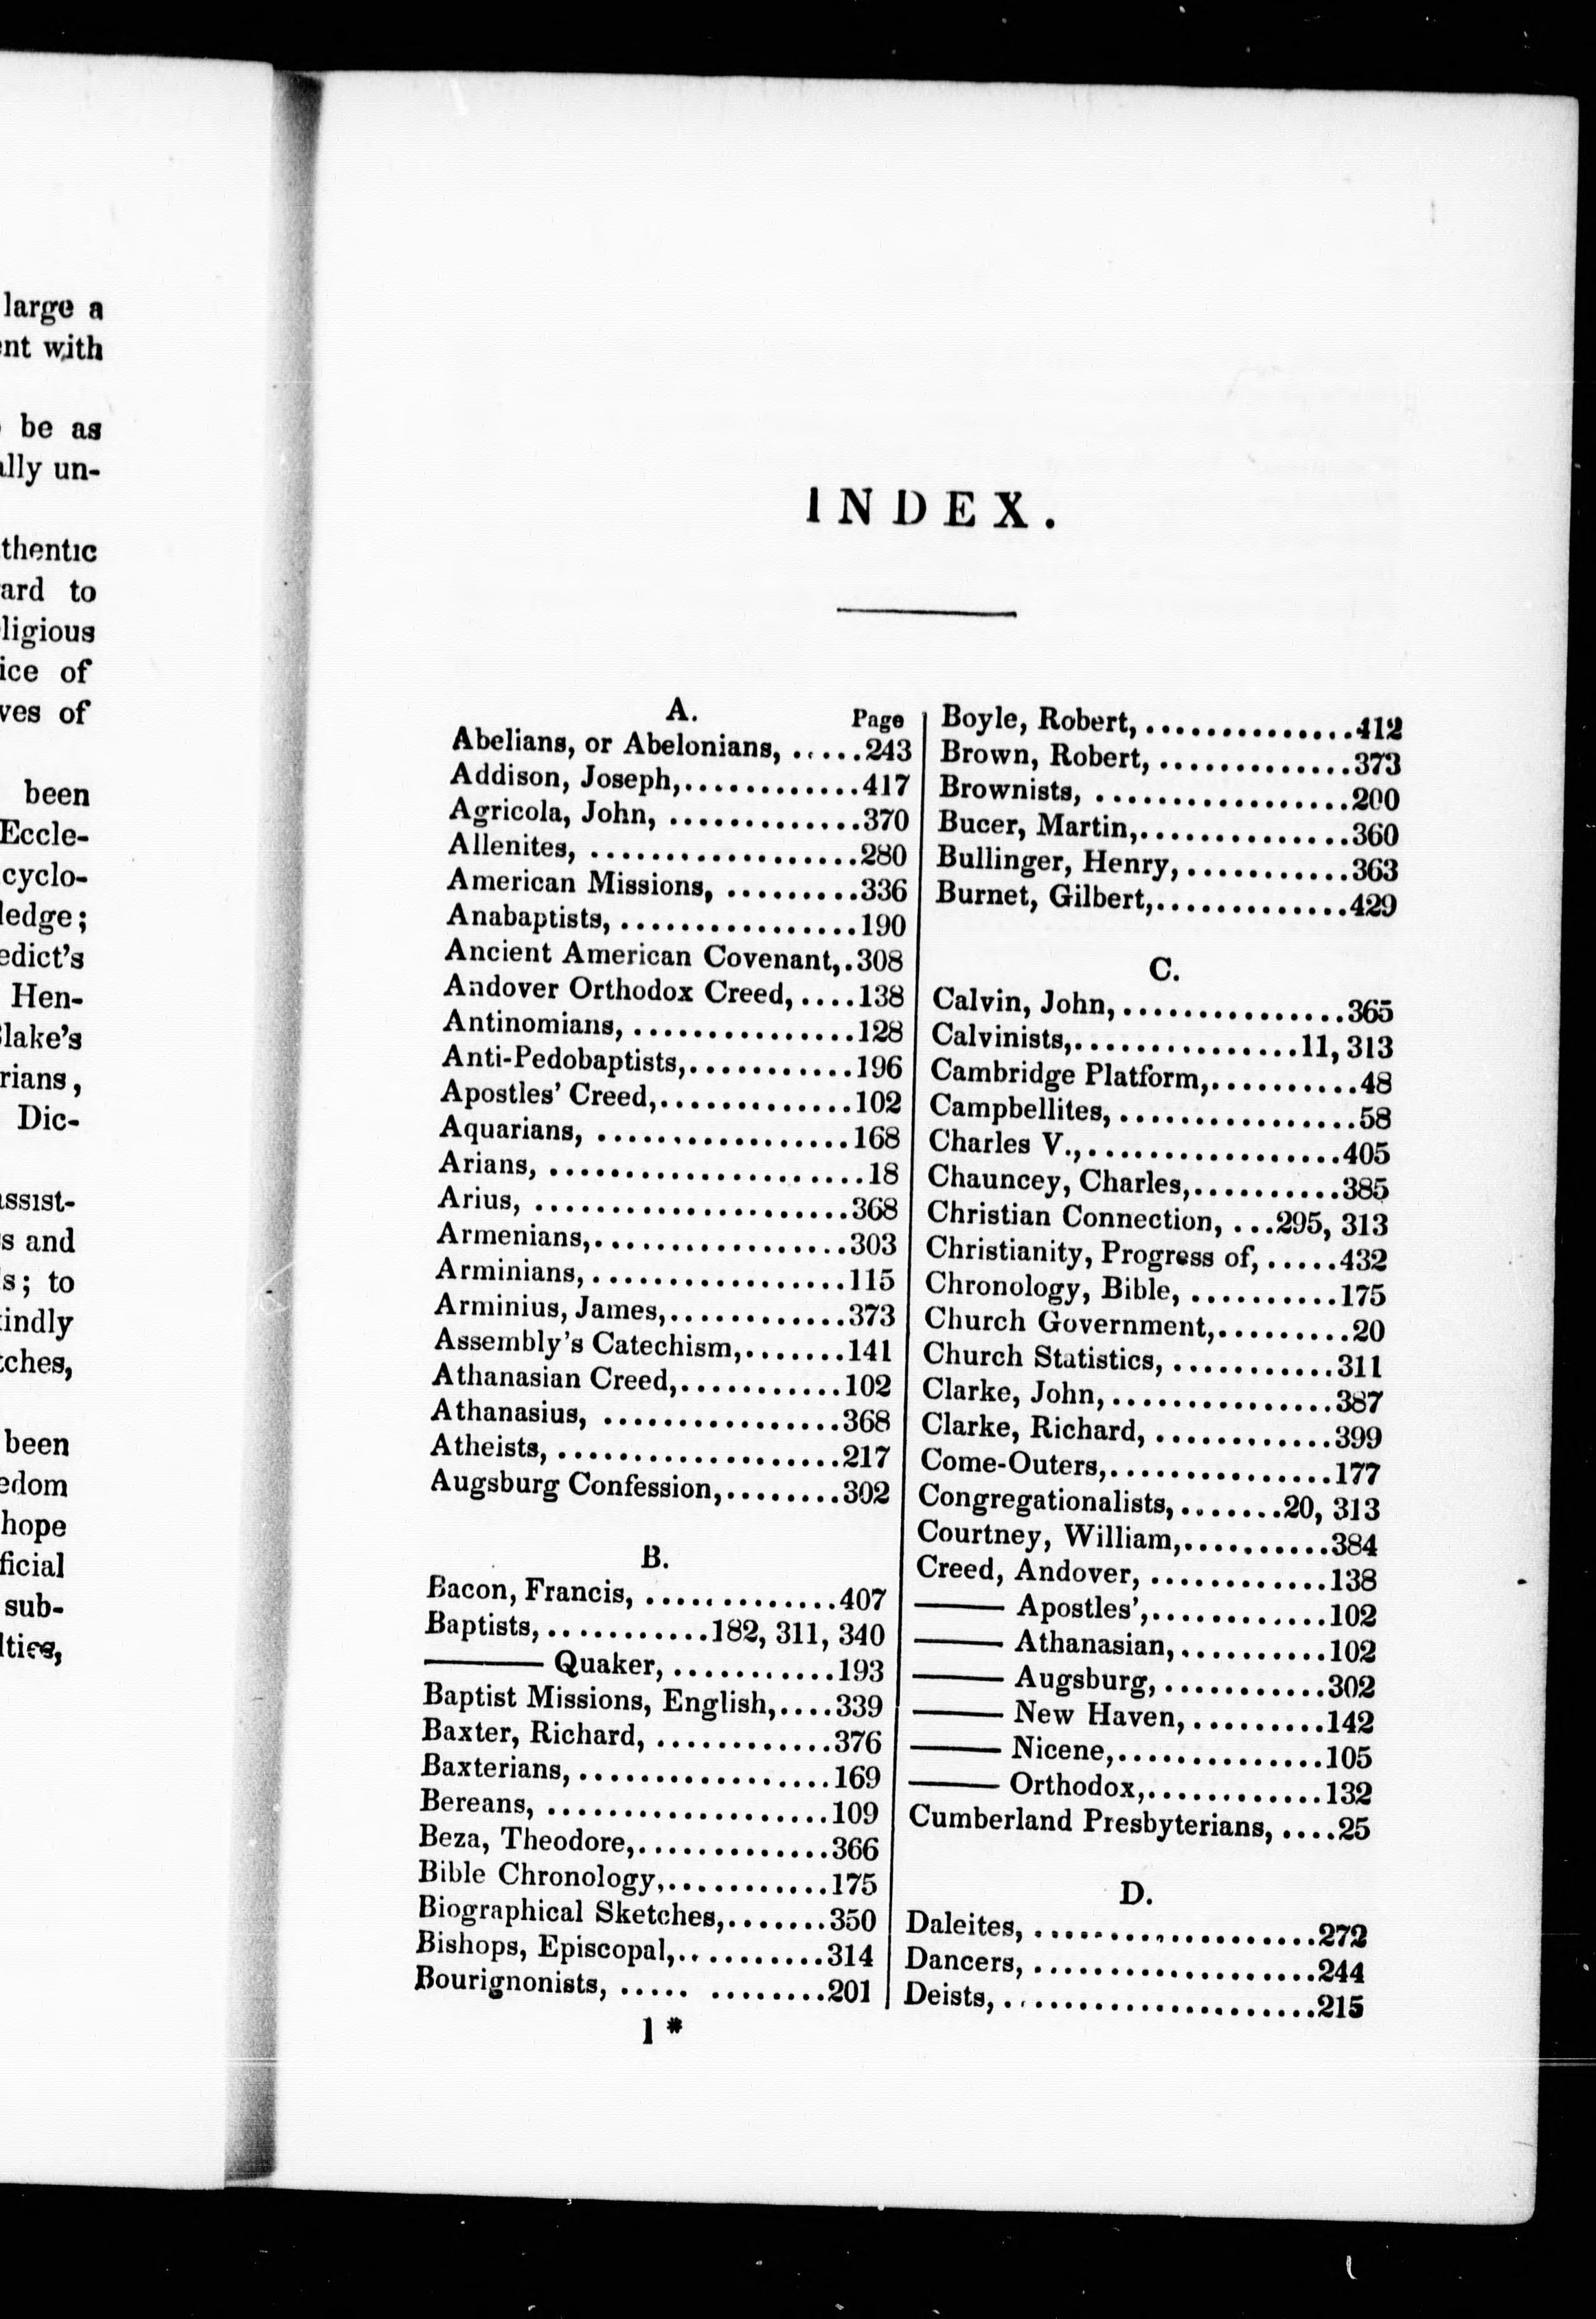 large a
ent with
be as
ally un-
thentic
ard to
ligious
ice of
ves of
been
Eccle-
cyclo-
ledge;
edict's
Hen-
Blake's
rians,
Dic-
assist-
s and
s; to
kindly
tches,
been
edom
hope
ficial
sub-
lties,
INDEX.
A.
Page
Abelians, or Abelonians, ......243
Addison, Joseph,............417
Agricola, John, .............370
Allenites, ..................280
American Missions, .........336
Anabaptists, ................190
Ancient American Covenant,.308
Andover Orthodox Creed, ....138
Antinomians, ...............128
Anti-Pedobaptists,...........196
Apostles' Creed,.............102
Aquarians, .................168
Arians, .....................18
Arius, .....................368
Armenians,.................303
Arminians, .................115
Arminius, James,............373
Assembly's Catechism,.......141
Athanasian Creed,...........102
Athanasius, ................368
Atheists, ...................217
Augsburg Confession,........302
B.
Bacon, Francis, .............407
Baptists, ...........182, 311, 340
——— Quaker, ...........193
Baptist Missions, English,....339
Baxter, Richard, ............376
Baxterians, .................169
Bereans, ...................109
Beza, Theodore,.............366
Bible Chronology,...........175
Biographical Sketches,.......350
Bishops, Episcopal,..........314
Bourignonists, ..... ........201
1*
Boyle, Robert, ..............412
Brown, Robert, .............373
Brownists, .................200
Bucer, Martin,..............360
Bullinger, Henry, ...........363
Burnet, Gilbert,.............429
C.
Calvin, John, ...............365
Calvinists,...............11, 313
Cambridge Platform,..........48
Campbellites, ................58
Charles V.,.................405
Chauncey, Charles,..........385
Christian Connection, ...295, 313
Christianity, Progress of, .....432
Chronology, Bible, ..........175
Church Government,.........20
Church Statistics, ...........311
Clarke, John, ...............387
Clarke, Richard, ............399
Come-Outers,...............177
Congregationalists, .......20, 313
Courtney, William,..........384
Creed, Andover, ............138
——— Apostles',............102
——— Athanasian,..........102
——— Augsburg, ...........302
——— New Haven, .........142
——— Nicene,..............105
——— Orthodox,............132
Cumberland Presbyterians, ....25
D.
Daleites, ...................272
Dancers, ...................244
Deists, .....................215